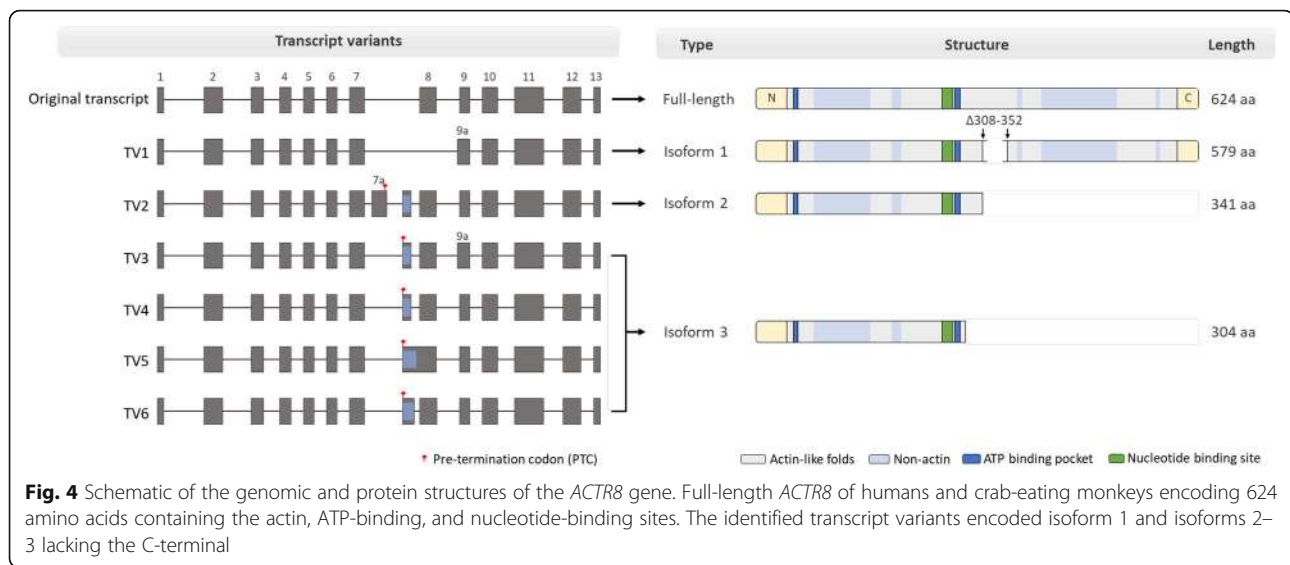 Transcript variants
Type Structure Length
1 2 3 4 5 6 7 8 9 10 11 12 13
Original transcript Full-length N C 624 aa
Δ308-352
9a
TV1 Isoform 1 579 aa
7a
TV2 Isoform 2 341 aa
9a
TV3
TV4
Isoform 3 304 aa
TV5
TV6
Pre-termination codon (PTC)
Actin-like folds Non-actin ATP binding pocket Nucleotide binding site
Fig. 4 Schematic of the genomic and protein structures of the ACTR8 gene. Full-length ACTR8 of humans and crab-eating monkeys encoding 624
amino acids containing the actin, ATP-binding, and nucleotide-binding sites. The identified transcript variants encoded isoform 1 and isoforms 2–
3 lacking the C-terminal